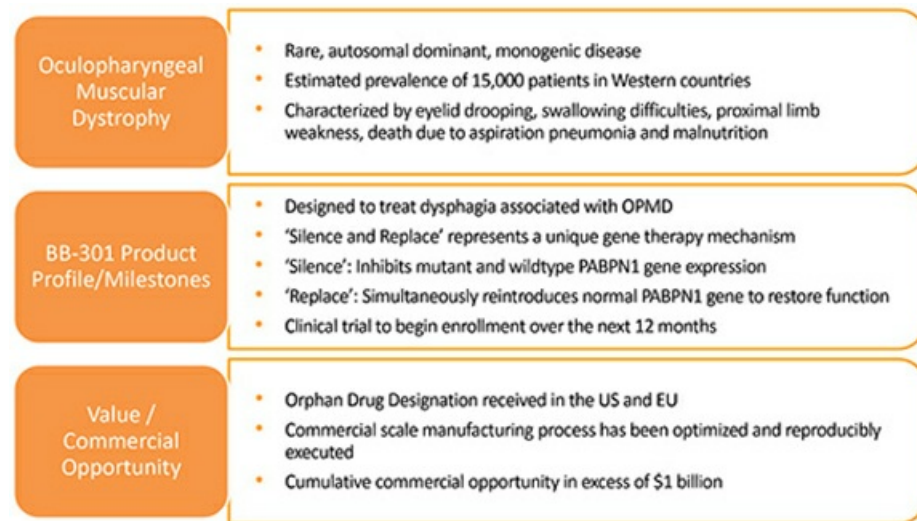 Oculopharyngeal
Muscular
Dystrophy
• Rare, autosomal dominant, monogenic disease
• Estimated prevalence of 15,000 patients in Western countries
• Characterized by eyelid drooping, swallowing difficulties, proximal limb
weakness, death due to aspiration pneumonia and malnutrition
BB-301 Product
Profile/Milestones
• Designed to treat dysphagia associated with OPMD
• 'Silence and Replace' represents a unique gene therapy mechanism
• 'Silence': Inhibits mutant and wildtype PABPN1 gene expression
• 'Replace': Simultaneously reintroduces normal PABPN1 gene to restore function
• Clinical trial to begin enrollment over the next 12 months
Value /
Commercial
Opportunity
• Orphan Drug Designation received in the US and EU
• Commercial scale manufacturing process has been optimized and reproducibly
executed
• Cumulative commercial opportunity in excess of $1 billion